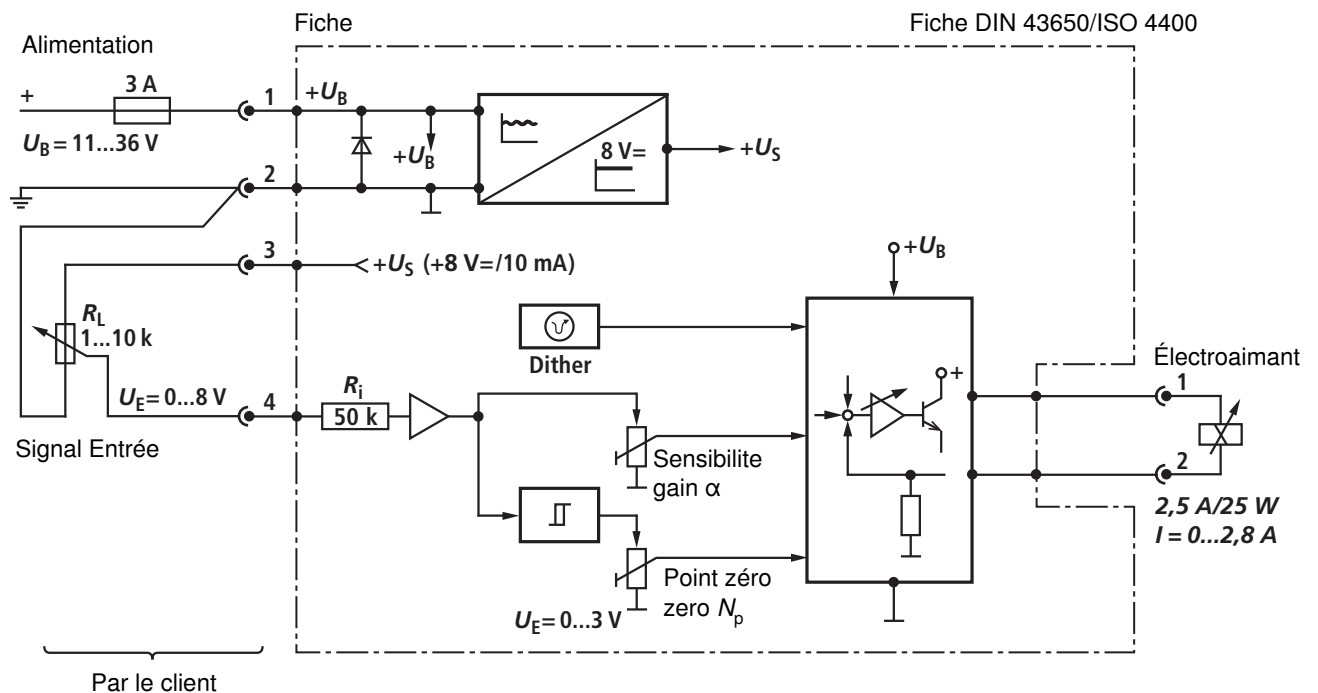 Fiche
Fiche DIN 43650/ISO 4400
Alimentation
3 A
+
1
+U_B
U_B = 11...36 V
+U_B
8 V=
+U_S
2
3
+U_S (+8 V=/10 mA)
+U_B
R_L
1...10 k
Dither
Électroaimant
U_E = 0...8 V
4
R_i
50 k
+
1
Signal Entrée
Sensibilite
gain α
2
2,5 A/25 W
I = 0...2,8 A
Point zéro
zero N_p
U_E = 0...3 V
Par le client